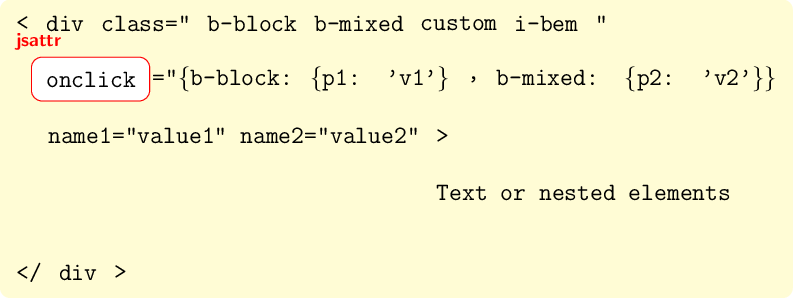 < div class=" b-block b-mixed custom i-bem "
jsattr
onclick="{b-block: {p1: 'v1'} , b-mixed: {p2: 'v2'}}
name1="value1" name2="value2" >
Text or nested elements
</ div >